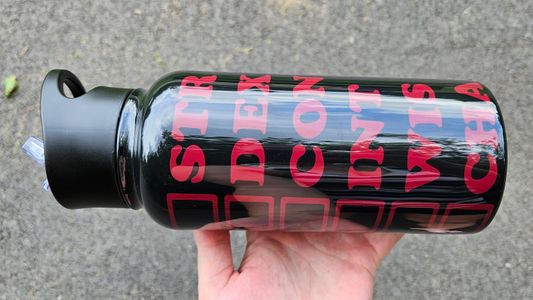 STR
DEX
CON
INT
WIS
CHA